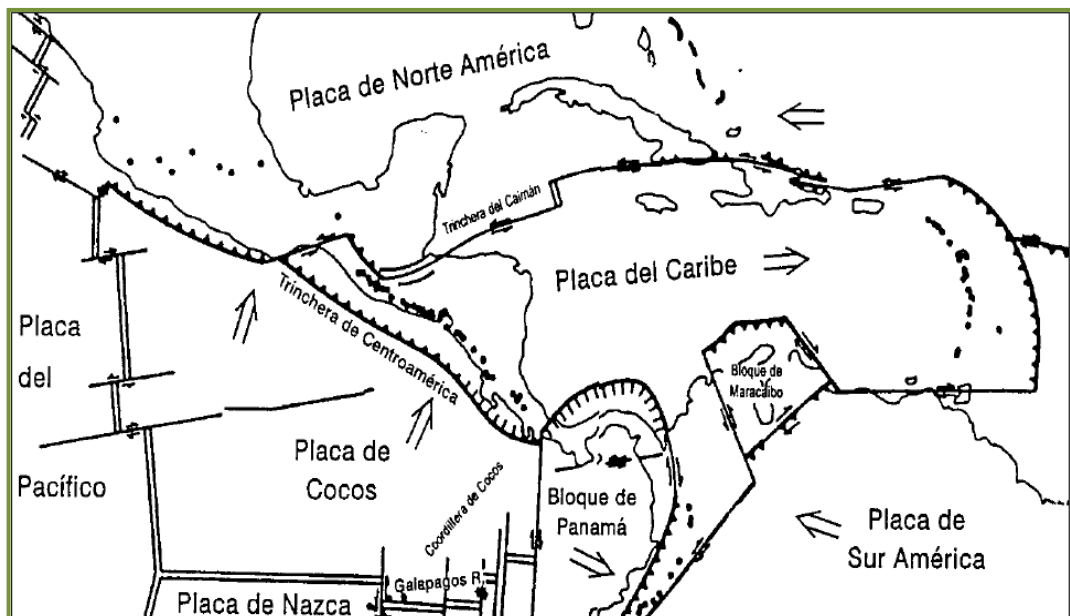 Placa de Norte América
Trinchera del Caimán
Placa del Caribe
Trinchera de Centroamérica
Placa
del
Pacífico
Bloque de
Maracaibo
Placa de
Cocos
Coordillera de Cocos
Bloque de
Panamá
Placa de
Sur América
Galapagos R.
Placa de Nazca